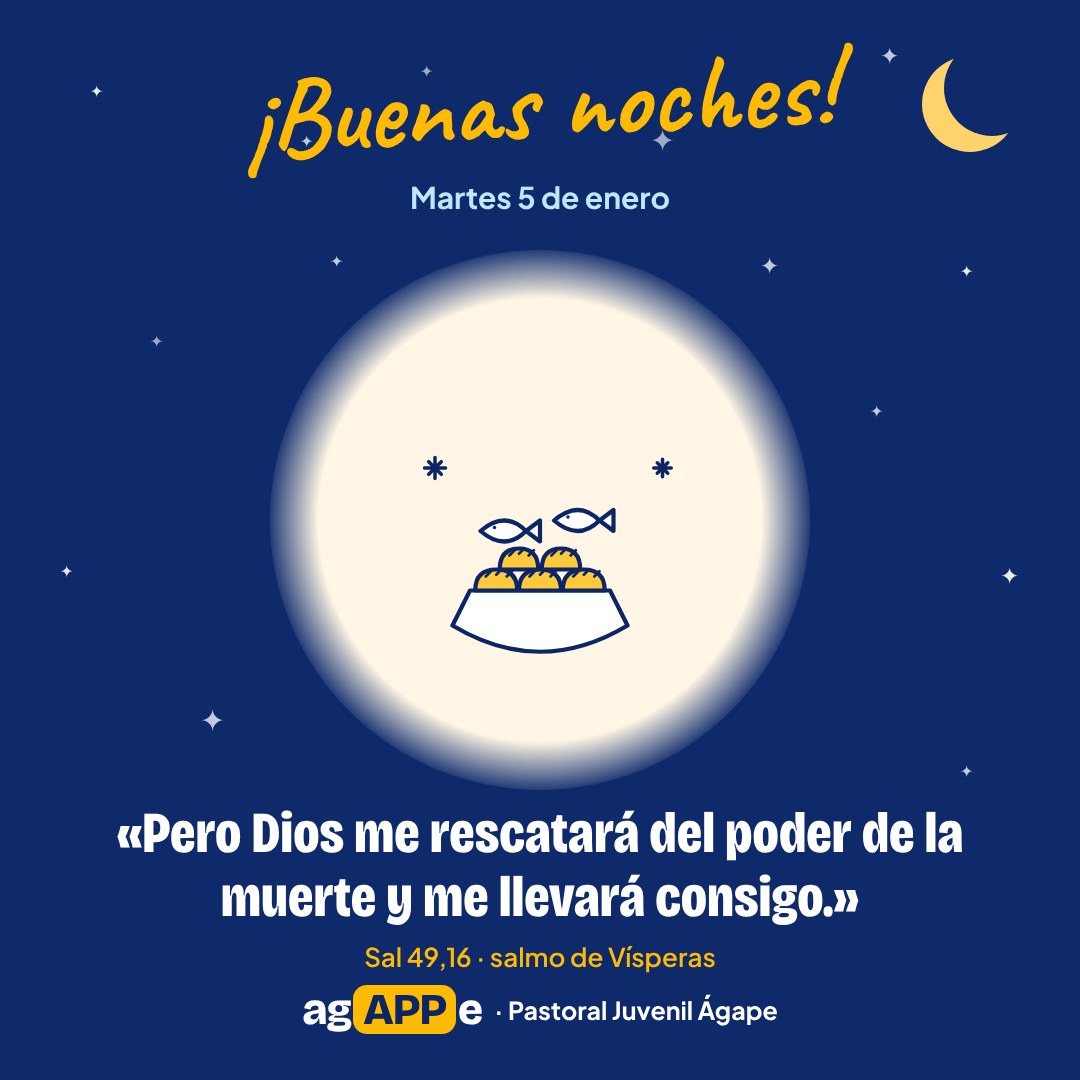 ¡Buenas noches!
Martes 5 de enero
«Pero Dios me rescatará del poder de la
muerte y me llevará consigo.»
Sal 49,16 · salmo de Vísperas
agAPPe · Pastoral Juvenil Ágape